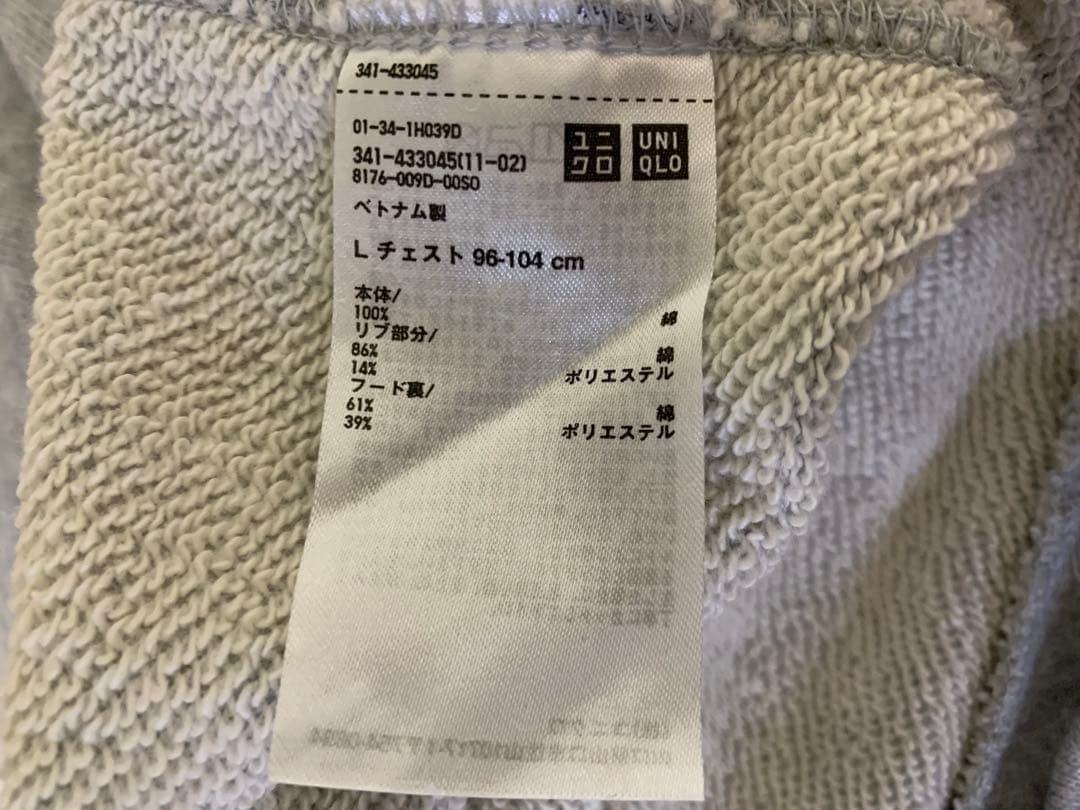 341-433045
01-34-1H039D
341-433045(11-02)
8176-009D-00SO
ユニクロ
UNIQLO
ベトナム製
L チェスト 96-104 cm
本体/
100% 綿
リブ部分/
86% 綿
14% ポリエステル
フード裏/
61% 綿
39% ポリエステル